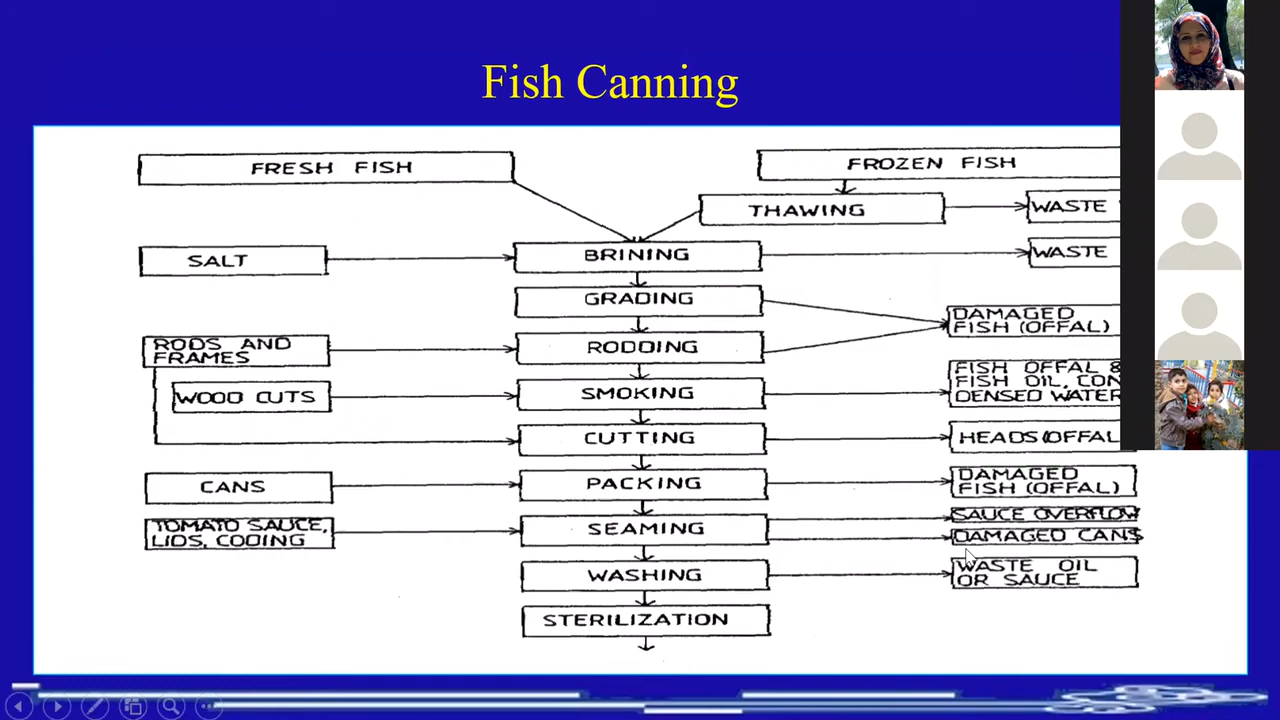 Fish Canning
FRESH FISH
FROZEN FISH
THAWING
WASTE
SALT
BRINING
WASTE
GRADING
DAMAGED
FISH (OFFAL)
RODS AND
FRAMES
RODDING
WOOD CUTS
SMOKING
FISH OFFAL &
FISH OIL, CON
DENSED WATER
CUTTING
HEADS (OFFAL
CANS
PACKING
DAMAGED
FISH (OFFAL)
TOMATO SAUCE,
LIDS, CODING
SEAMING
SAUCE OVERFLOW
DAMAGED CANS
WASHING
WASTE OIL
OR SAUCE
STERILIZATION